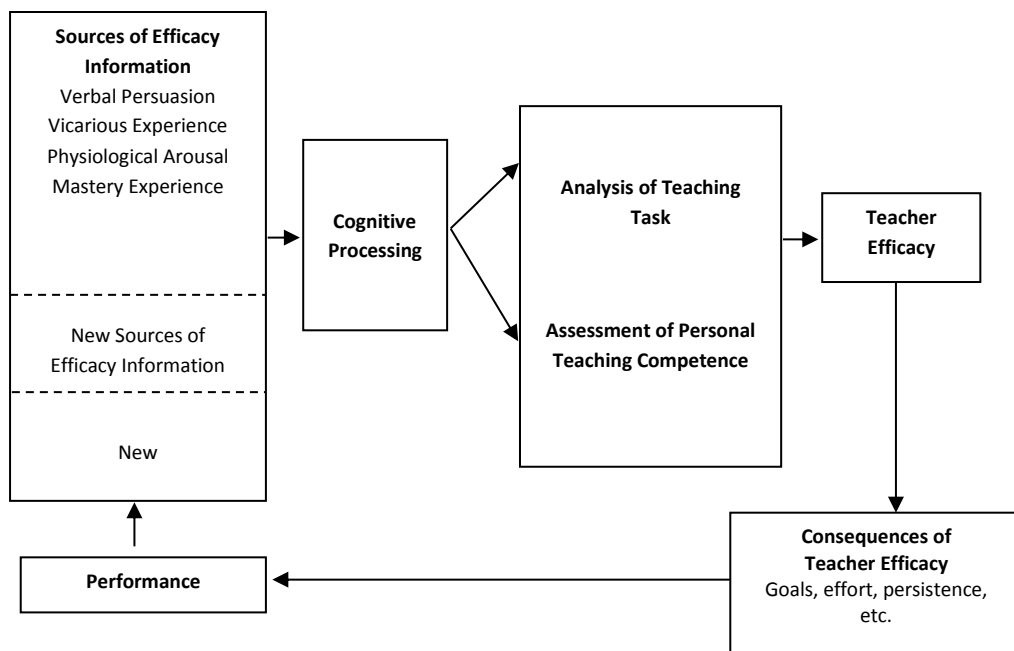 Sources of Efficacy
Information
Verbal Persuasion
Vicarious Experience
Physiological Arousal
Mastery Experience
New Sources of
Efficacy Information
New
Performance
Cognitive
Processing
Analysis of Teaching
Task
Assessment of Personal
Teaching Competence
Teacher
Efficacy
Consequences of
Teacher Efficacy
Goals, effort, persistence,
etc.